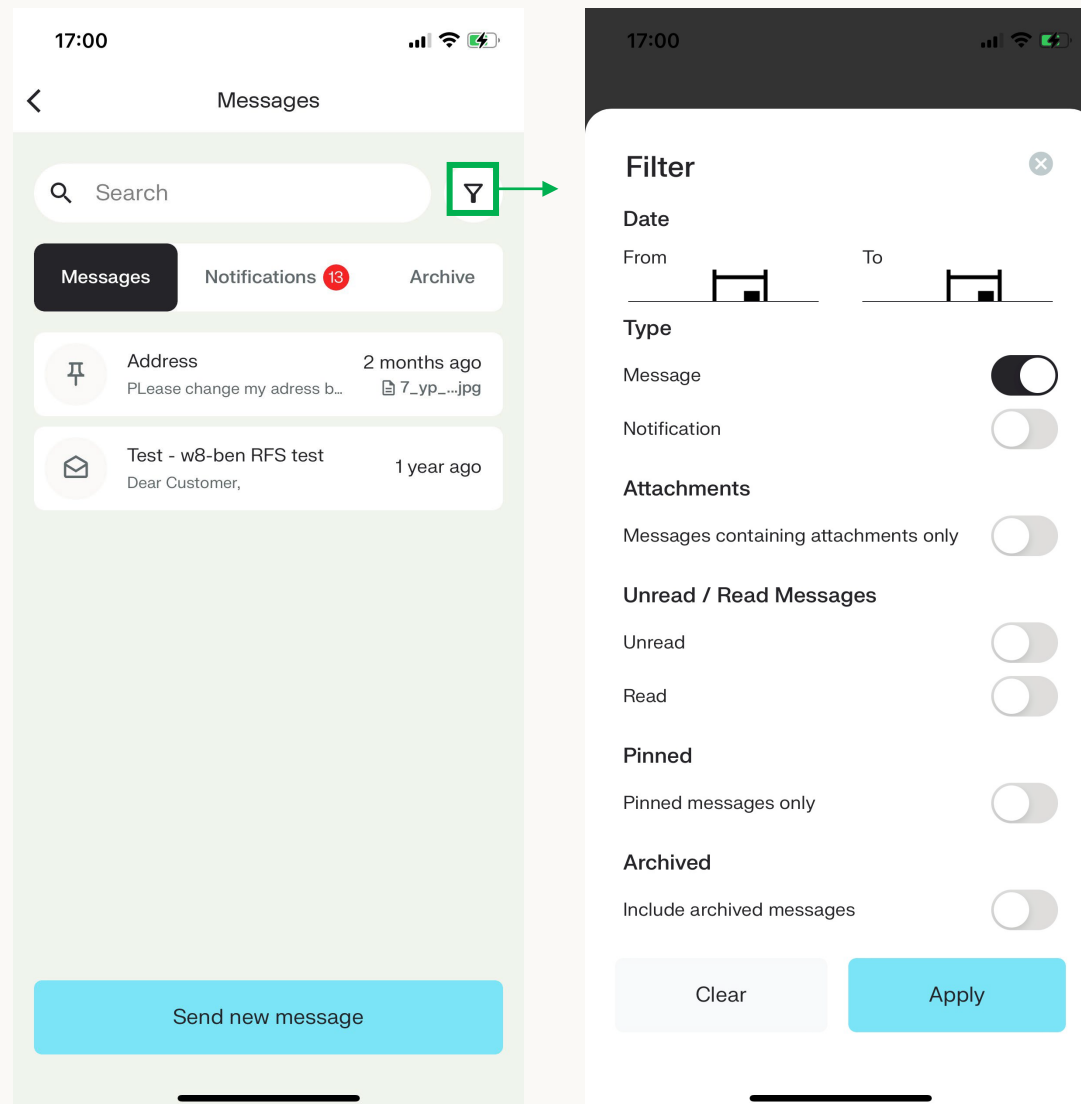 17:00
Messages
Search
Messages Notifications 13 Archive
Address 2 months ago
PLease change my adress b... 7_yp_...jpg
Test - w8-ben RFS test 1 year ago
Dear Customer,
Send new message
17:00
Filter
Date
From To
Type
Message
Notification
Attachments
Messages containing attachments only
Unread / Read Messages
Unread
Read
Pinned
Pinned messages only
Archived
Include archived messages
Clear Apply